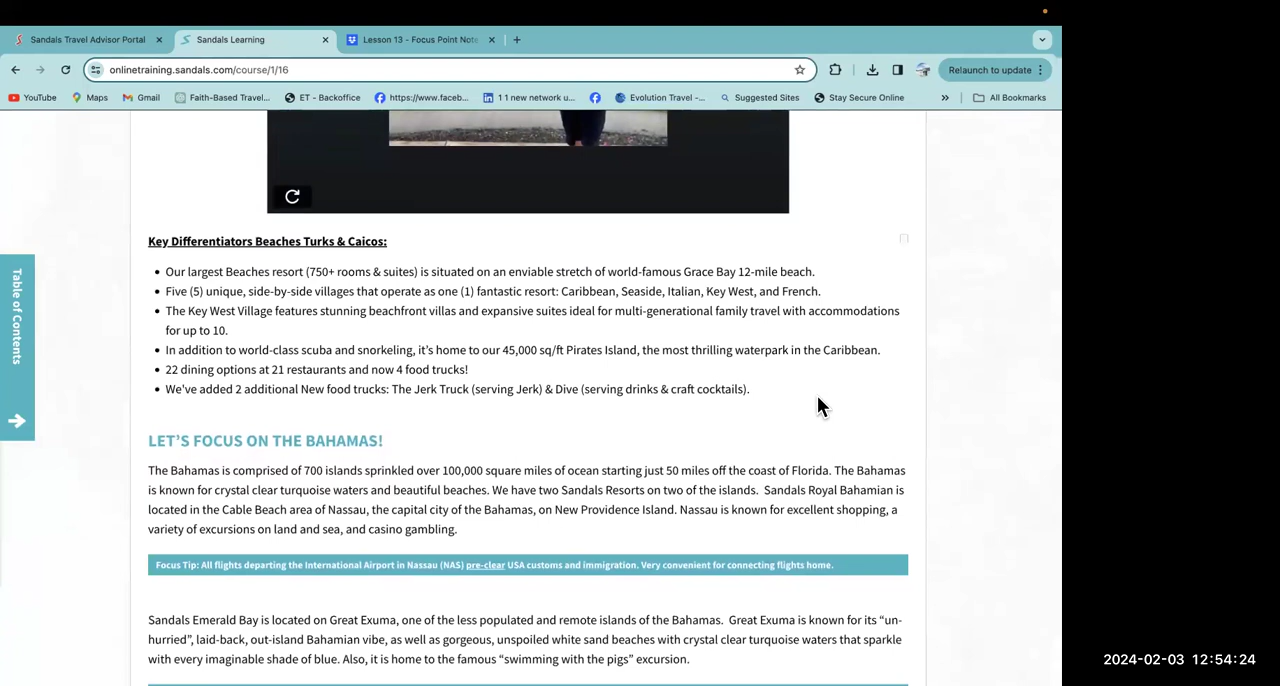 Sandals Travel Advisor Portal
Sandals Learning
Lesson 13 - Focus Point Note
onlinetraining.sandals.com/course/1/16
Relaunch to update
YouTube
Maps
Gmail
Faith-Based Travel...
ET - Backoffice
https://www.faceb...
1 1 new network u...
Evolution Travel -...
Suggested Sites
Stay Secure Online
»
All Bookmarks
Table of Contents
Key Differentiators Beaches Turks & Caicos:
• Our largest Beaches resort (750+ rooms & suites) is situated on an enviable stretch of world-famous Grace Bay 12-mile beach.
• Five (5) unique, side-by-side villages that operate as one (1) fantastic resort: Caribbean, Seaside, Italian, Key West, and French.
• The Key West Village features stunning beachfront villas and expansive suites ideal for multi-generational family travel with accommodations
for up to 10.
• In addition to world-class scuba and snorkeling, it's home to our 45,000 sq/ft Pirates Island, the most thrilling waterpark in the Caribbean.
• 22 dining options at 21 restaurants and now 4 food trucks!
• We've added 2 additional New food trucks: The Jerk Truck (serving Jerk) & Dive (serving drinks & craft cocktails).
LET'S FOCUS ON THE BAHAMAS!
The Bahamas is comprised of 700 islands sprinkled over 100,000 square miles of ocean starting just 50 miles off the coast of Florida. The Bahamas
is known for crystal clear turquoise waters and beautiful beaches. We have two Sandals Resorts on two of the islands. Sandals Royal Bahamian is
located in the Cable Beach area of Nassau, the capital city of the Bahamas, on New Providence Island. Nassau is known for excellent shopping, a
variety of excursions on land and sea, and casino gambling.
Focus Tip: All flights departing the International Airport in Nassau (NAS) pre-clear USA customs and immigration. Very convenient for connecting flights home.
Sandals Emerald Bay is located on Great Exuma, one of the less populated and remote islands of the Bahamas. Great Exuma is known for its “un-
hurried”, laid-back, out-island Bahamian vibe, as well as gorgeous, unspoiled white sand beaches with crystal clear turquoise waters that sparkle
with every imaginable shade of blue. Also, it is home to the famous “swimming with the pigs” excursion.
2024-02-03 12:54:24